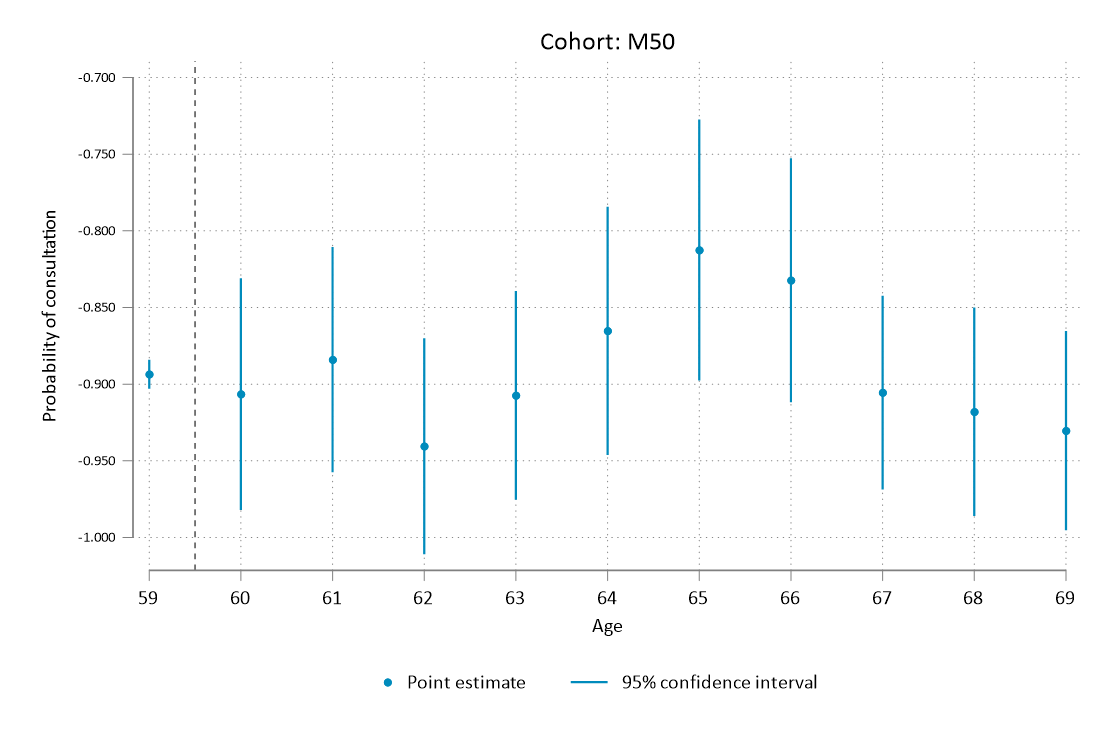 Cohort: M50
-0.700
-0.750
-0.800
-0.850
-0.900
-0.950
-1.000
Probability of consultation
59 60 61 62 63 64 65 66 67 68 69
Age
Point estimate 95% confidence interval